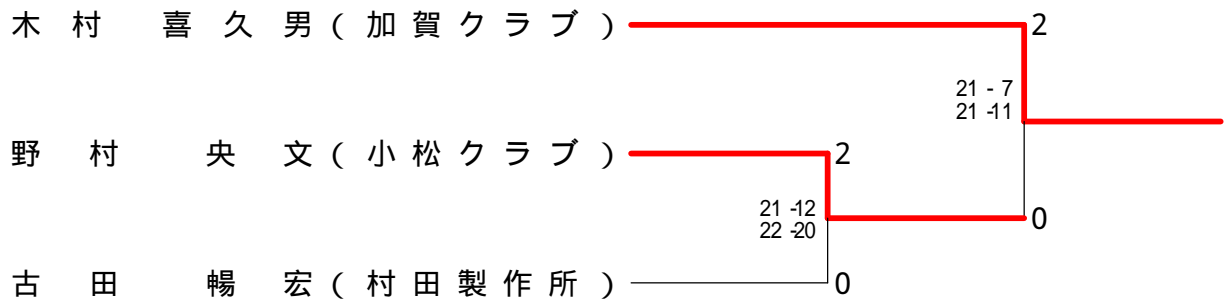 木村 喜久男(加賀クラブ) 2
21 - 7
21 -11
野村 央文(小松クラブ) 2
21 -12
22 -20
0
古田 暢宏(村田製作所) 0